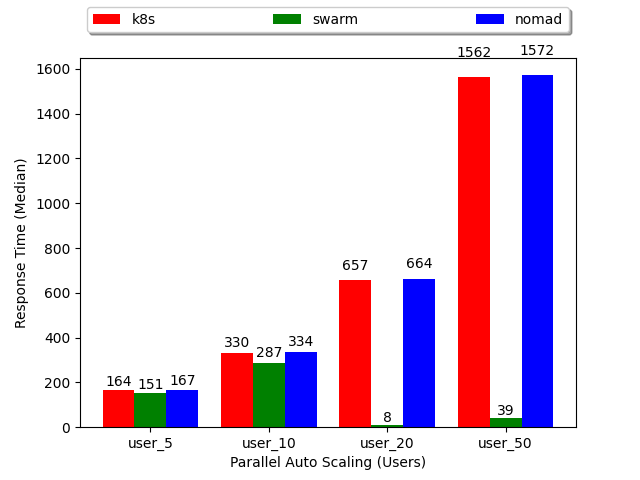 k8s swarm nomad
1562 1572
1600
1400
1200
1000
800
657 664
600
400
330 287 334
200
164 151 167
8 39
0
user_5 user_10 user_20 user_50
Parallel Auto Scaling (Users)
Response Time (Median)